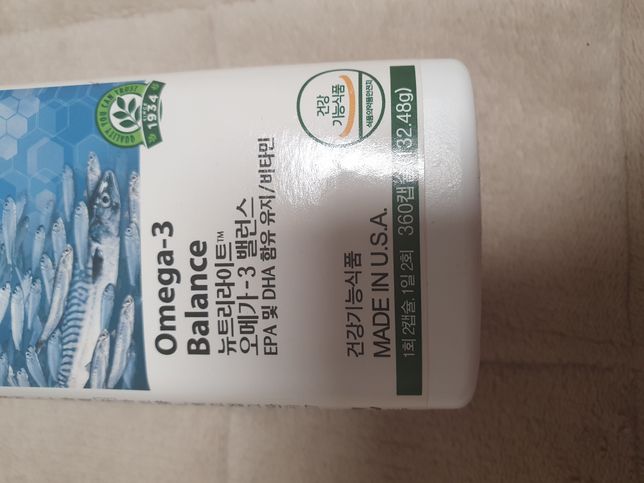 QUALITY YOU CAN TRUST
SINCE
1934
Omega-3
Balance
뉴트리라이트™
오메가-3 밸런스
EPA 및 DHA 함유 유지/비타민
건강
기능식품
식품의약품안전처
건강기능식품
MADE IN U.S.A.
1회 2캡슐, 1일 2회 360캡슐 32.48g)